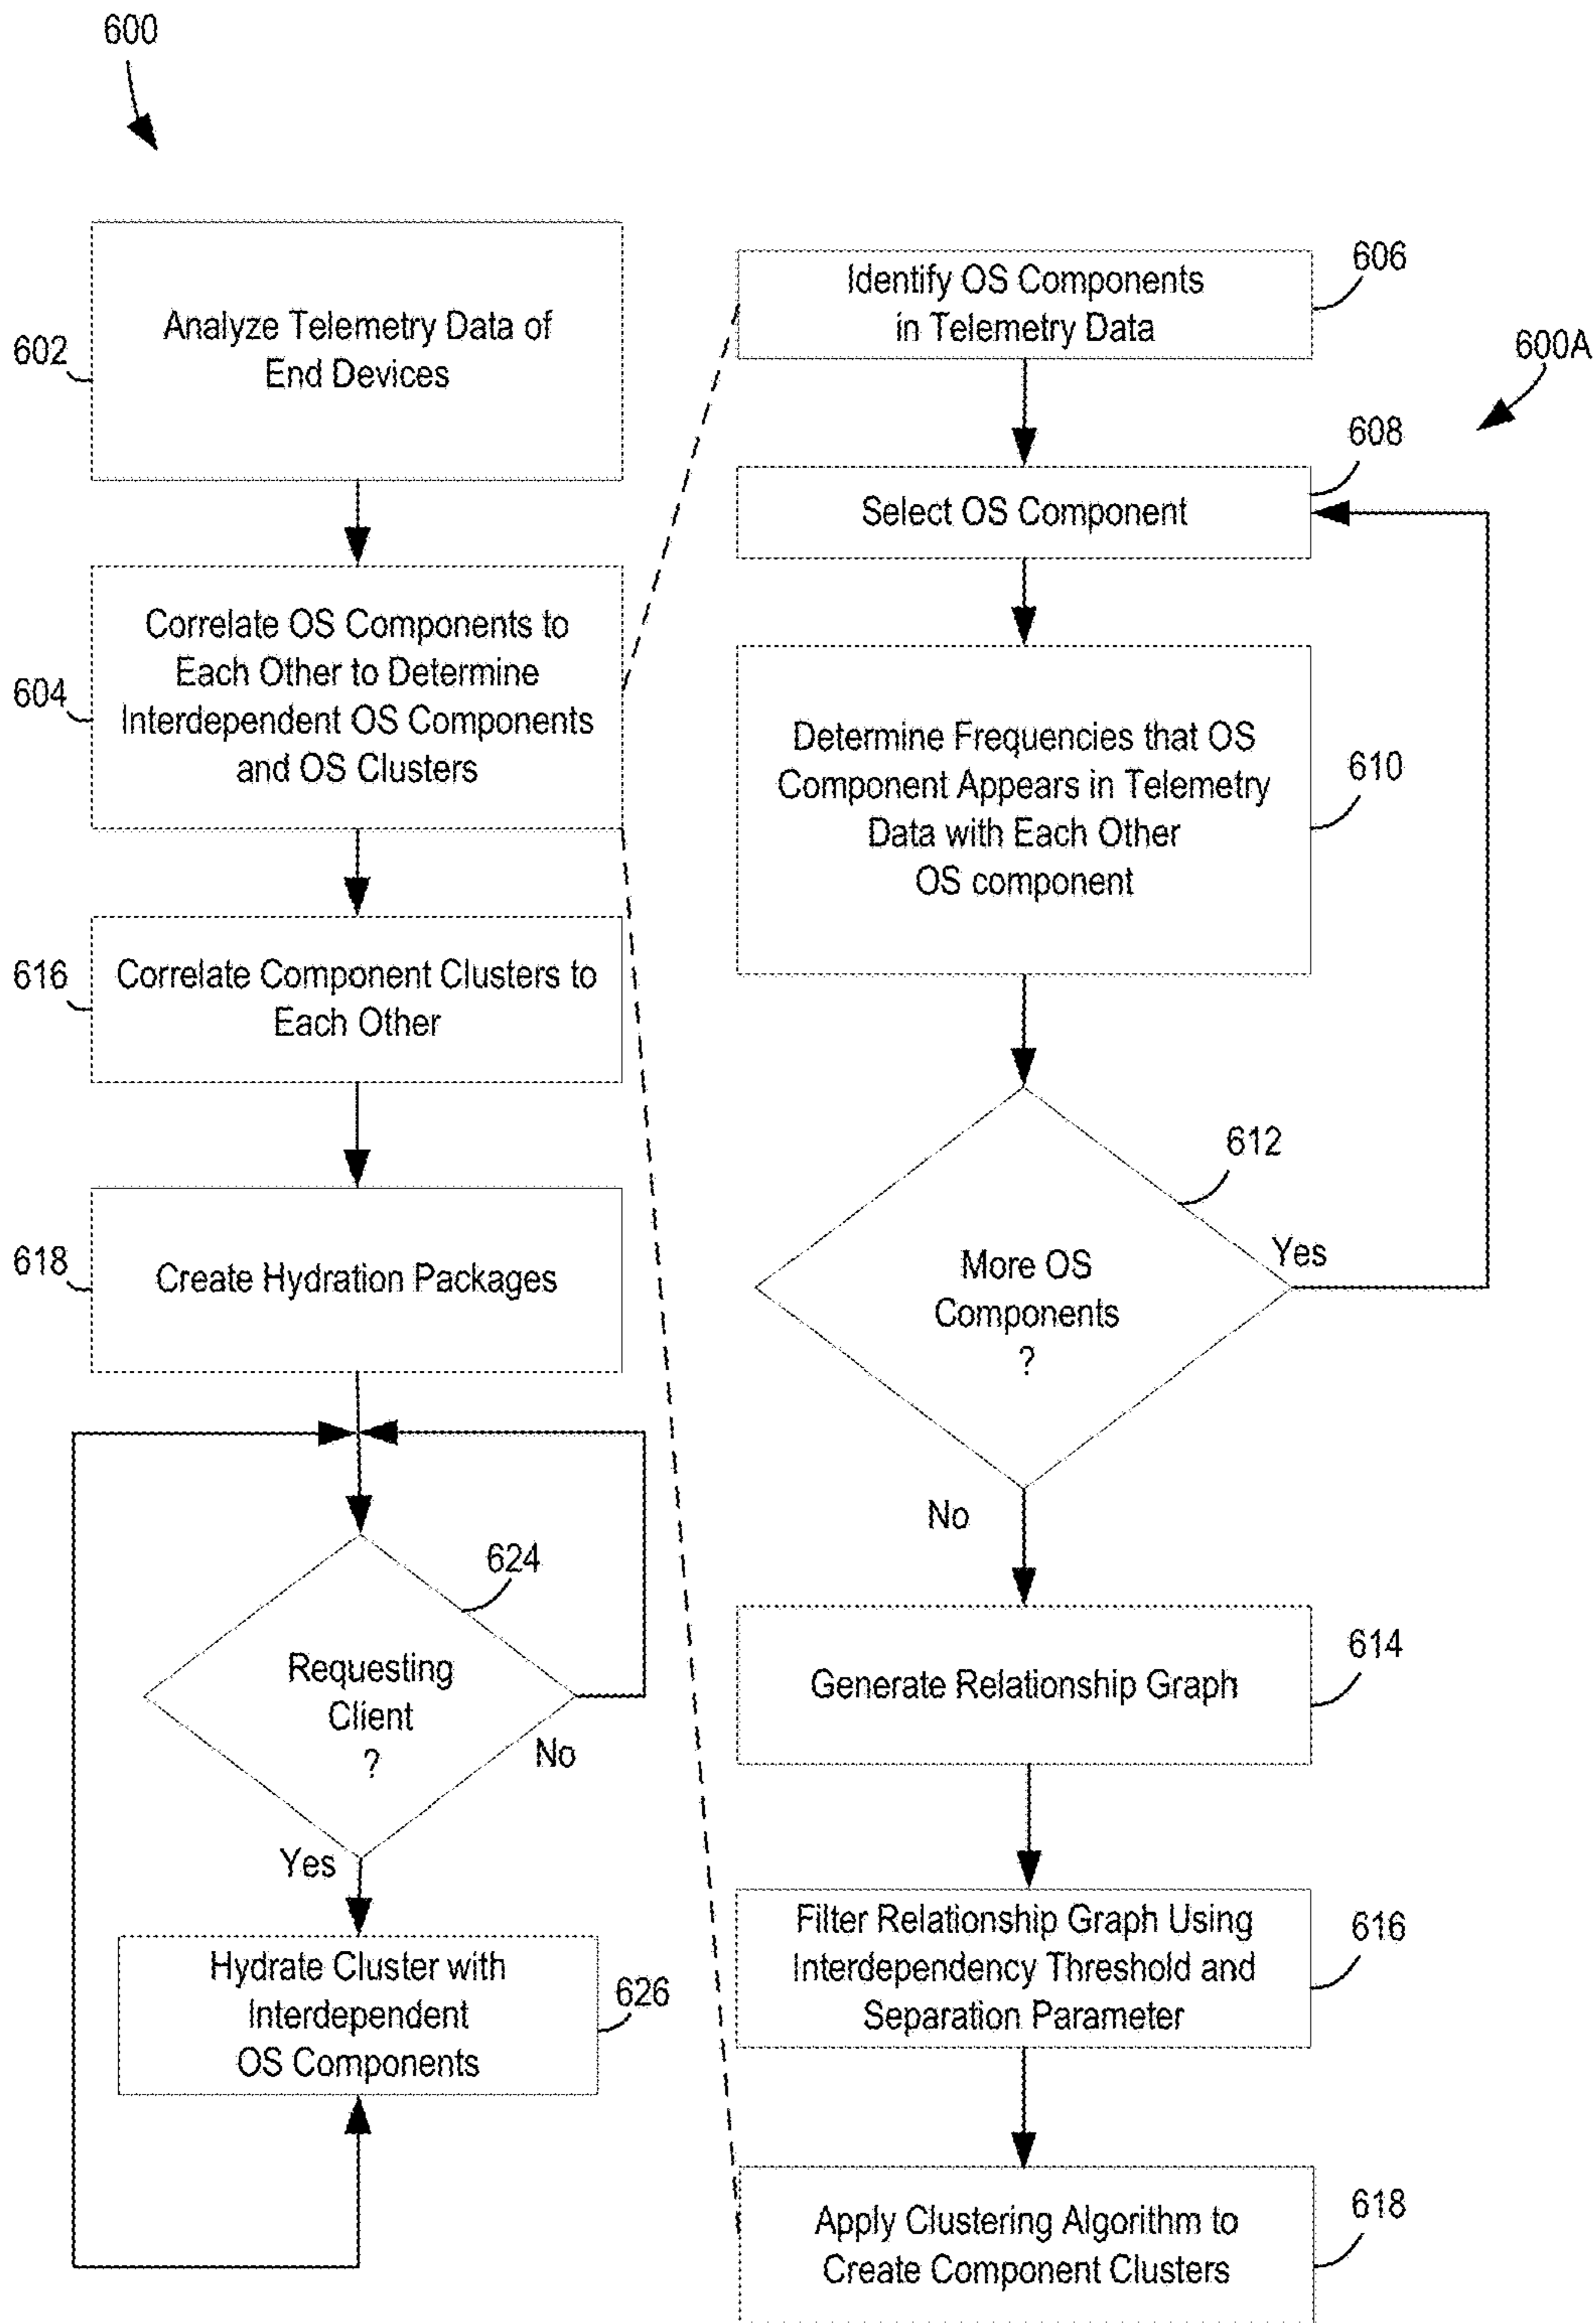 600
602
Analyze Telemetry Data of
End Devices
604
Correlate OS Components to
Each Other to Determine
Interdependent OS Components
and OS Clusters
616
Correlate Component Clusters to
Each Other
618
Create Hydration Packages
624
Requesting
Client
?
No
Yes
Hydrate Cluster with
Interdependent
OS Components
626
600A
Identify OS Components
in Telemetry Data
606
Select OS Component
608
Determine Frequencies that OS
Component Appears in Telemetry
Data with Each Other
OS component
610
612
More OS
Components
?
Yes
No
Generate Relationship Graph
614
Filter Relationship Graph Using
Interdependency Threshold and
Separation Parameter
616
Apply Clustering Algorithm to
Create Component Clusters
618